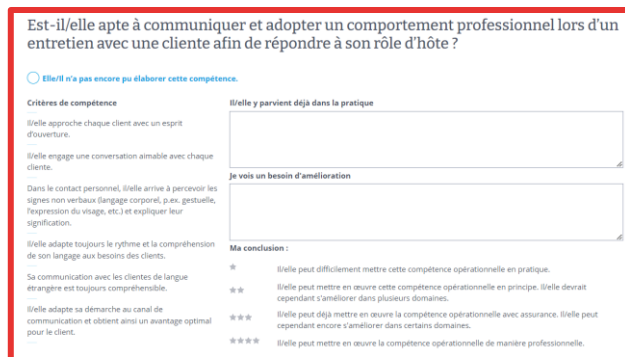 Est-il/elle apte à communiquer et adopter un comportement professionnel lors d'un
entretien avec une cliente afin de répondre à son rôle d'hôte ?
Elle/Il n'a pas encore pu élaborer cette compétence.
Critères de compétence
Il/elle approche chaque client avec un esprit
d'ouverture.
Il/elle engage une conversation aimable avec chaque
cliente.
Dans le contact personnel, il/elle arrive à percevoir les
signes non verbaux (langage corporel, p.ex. gestuelle,
l'expression du visage, etc.) et expliquer leur
signification.
Il/elle adapte toujours le rythme et la compréhension
de son langage aux besoins des clients.
Sa communication avec les clientes de langue
étrangère est toujours compréhensible.
Il/elle adapte sa démarche au canal de
communication et obtient ainsi un avantage optimal
pour le client.
Il/elle y parvient déjà dans la pratique
Je vois un besoin d'amélioration
Ma conclusion :
Il/elle peut difficilement mettre cette compétence opérationnelle en pratique.
Il/elle peut mettre en œuvre cette compétence opérationnelle en principe. Il/elle devrait
cependant s'améliorer dans plusieurs domaines.
Il/elle peut déjà mettre en œuvre la compétence opérationnelle avec assurance. Il/elle peut
cependant encore s'améliorer dans certains domaines.
Il/elle peut mettre en œuvre la compétence opérationnelle de manière professionnelle.